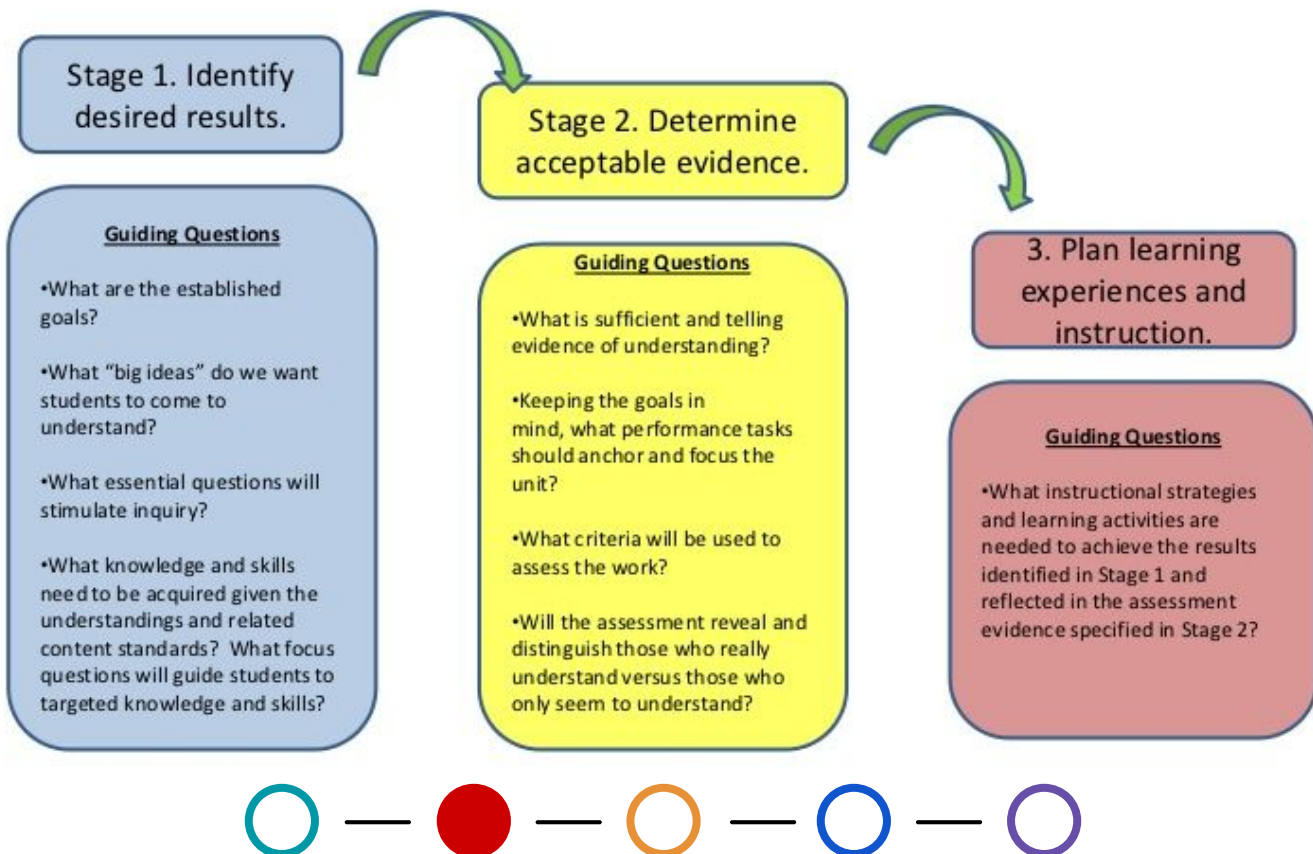 Stage 1. Identify
desired results.
Guiding Questions
•What are the established
goals?
•What “big ideas” do we want
students to come to
understand?
•What essential questions will
stimulate inquiry?
•What knowledge and skills
need to be acquired given the
understandings and related
content standards?  What focus
questions will guide students to
targeted knowledge and skills?
Stage 2. Determine
acceptable evidence.
Guiding Questions
•What is sufficient and telling
evidence of understanding?
•Keeping the goals in
mind, what performance tasks
should anchor and focus the
unit?
•What criteria will be used to
assess the work?
•Will the assessment reveal and
distinguish those who really
understand versus those who
only seem to understand?
3. Plan learning
experiences and
instruction.
Guiding Questions
•What instructional strategies
and learning activities are
needed to achieve the results
identified in Stage 1 and
reflected in the assessment
evidence specified in Stage 2?